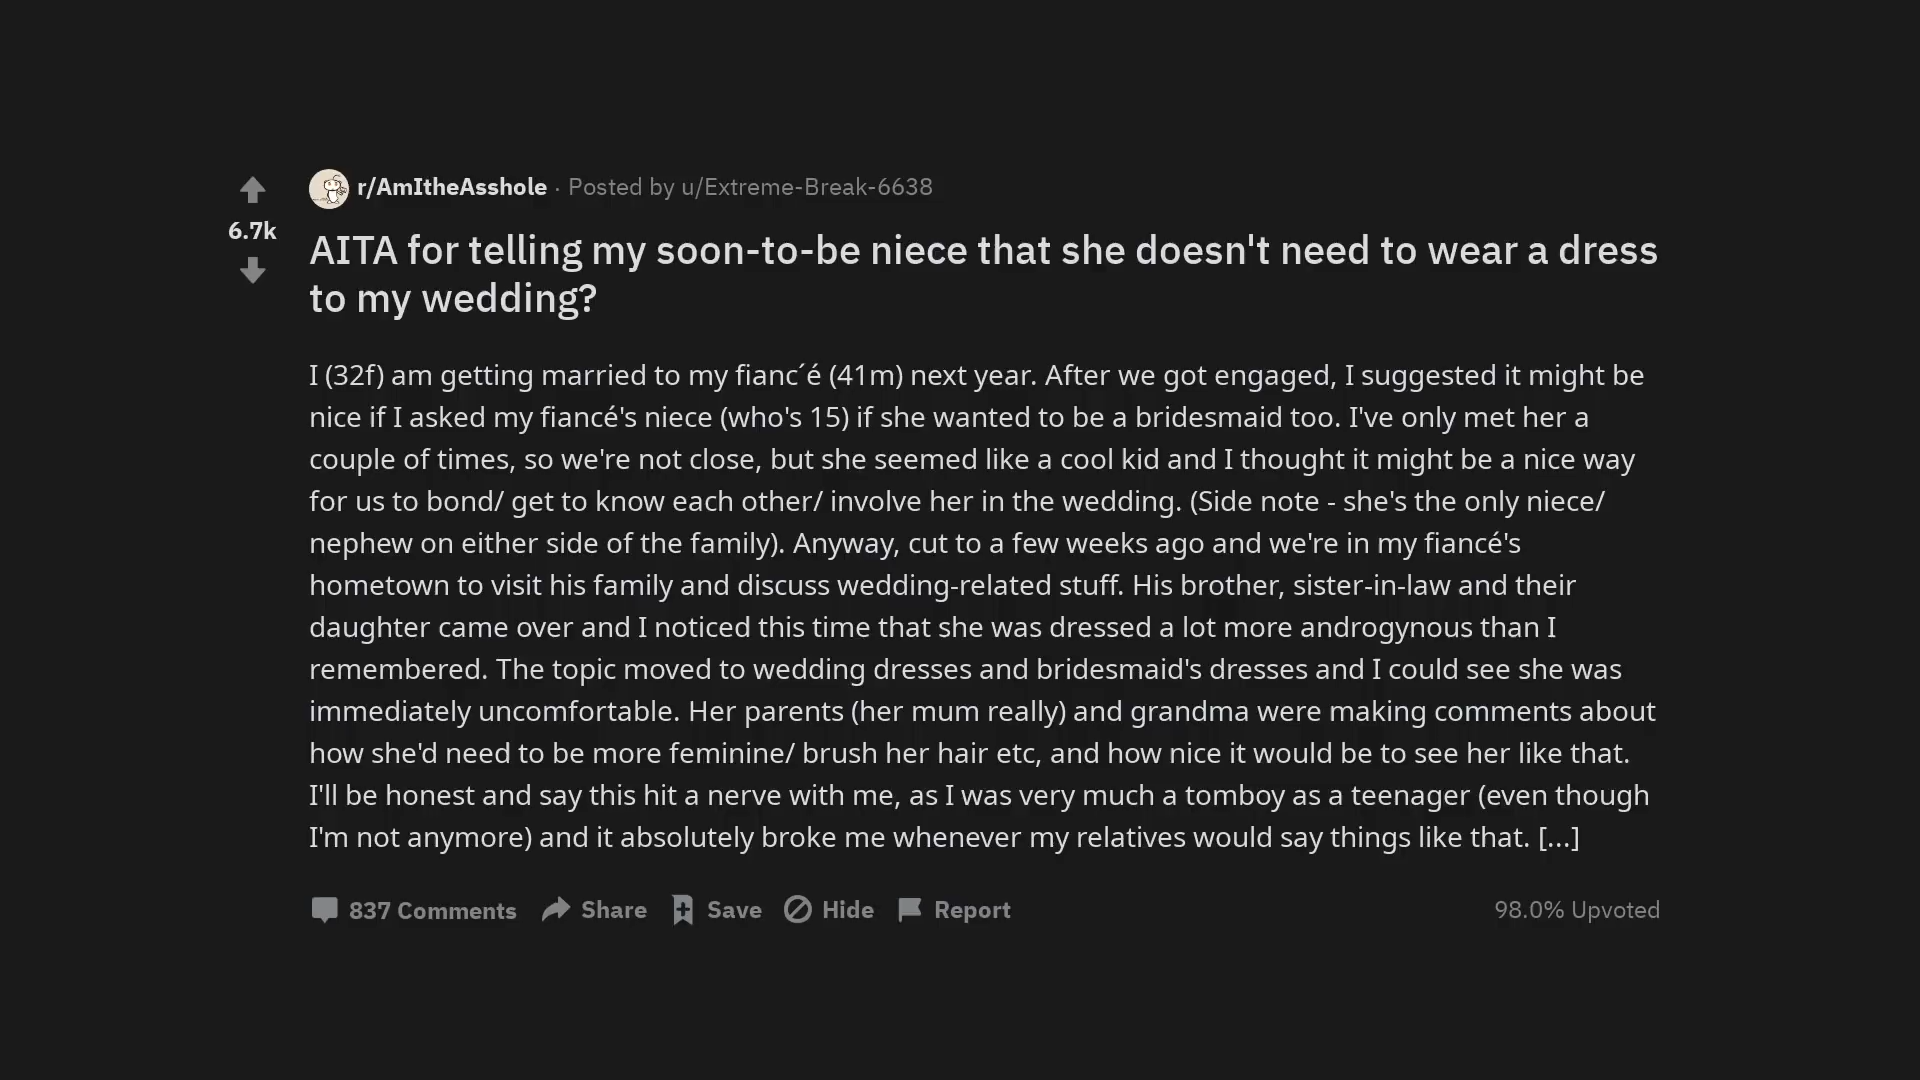 r/AmItheAsshole · Posted by u/Extreme-Break-6638
6.7k
AITA for telling my soon-to-be niece that she doesn't need to wear a dress
to my wedding?
I (32f) am getting married to my fianc´é (41m) next year. After we got engaged, I suggested it might be
nice if I asked my fiancé's niece (who's 15) if she wanted to be a bridesmaid too. I've only met her a
couple of times, so we're not close, but she seemed like a cool kid and I thought it might be a nice way
for us to bond/ get to know each other/ involve her in the wedding. (Side note - she's the only niece/
nephew on either side of the family). Anyway, cut to a few weeks ago and we're in my fiancé's
hometown to visit his family and discuss wedding-related stuff. His brother, sister-in-law and their
daughter came over and I noticed this time that she was dressed a lot more androgynous than I
remembered. The topic moved to wedding dresses and bridesmaid's dresses and I could see she was
immediately uncomfortable. Her parents (her mum really) and grandma were making comments about
how she'd need to be more feminine/ brush her hair etc, and how nice it would be to see her like that.
I'll be honest and say this hit a nerve with me, as I was very much a tomboy as a teenager (even though
I'm not anymore) and it absolutely broke me whenever my relatives would say things like that. [...]
837 Comments Share Save Hide Report 98.0% Upvoted